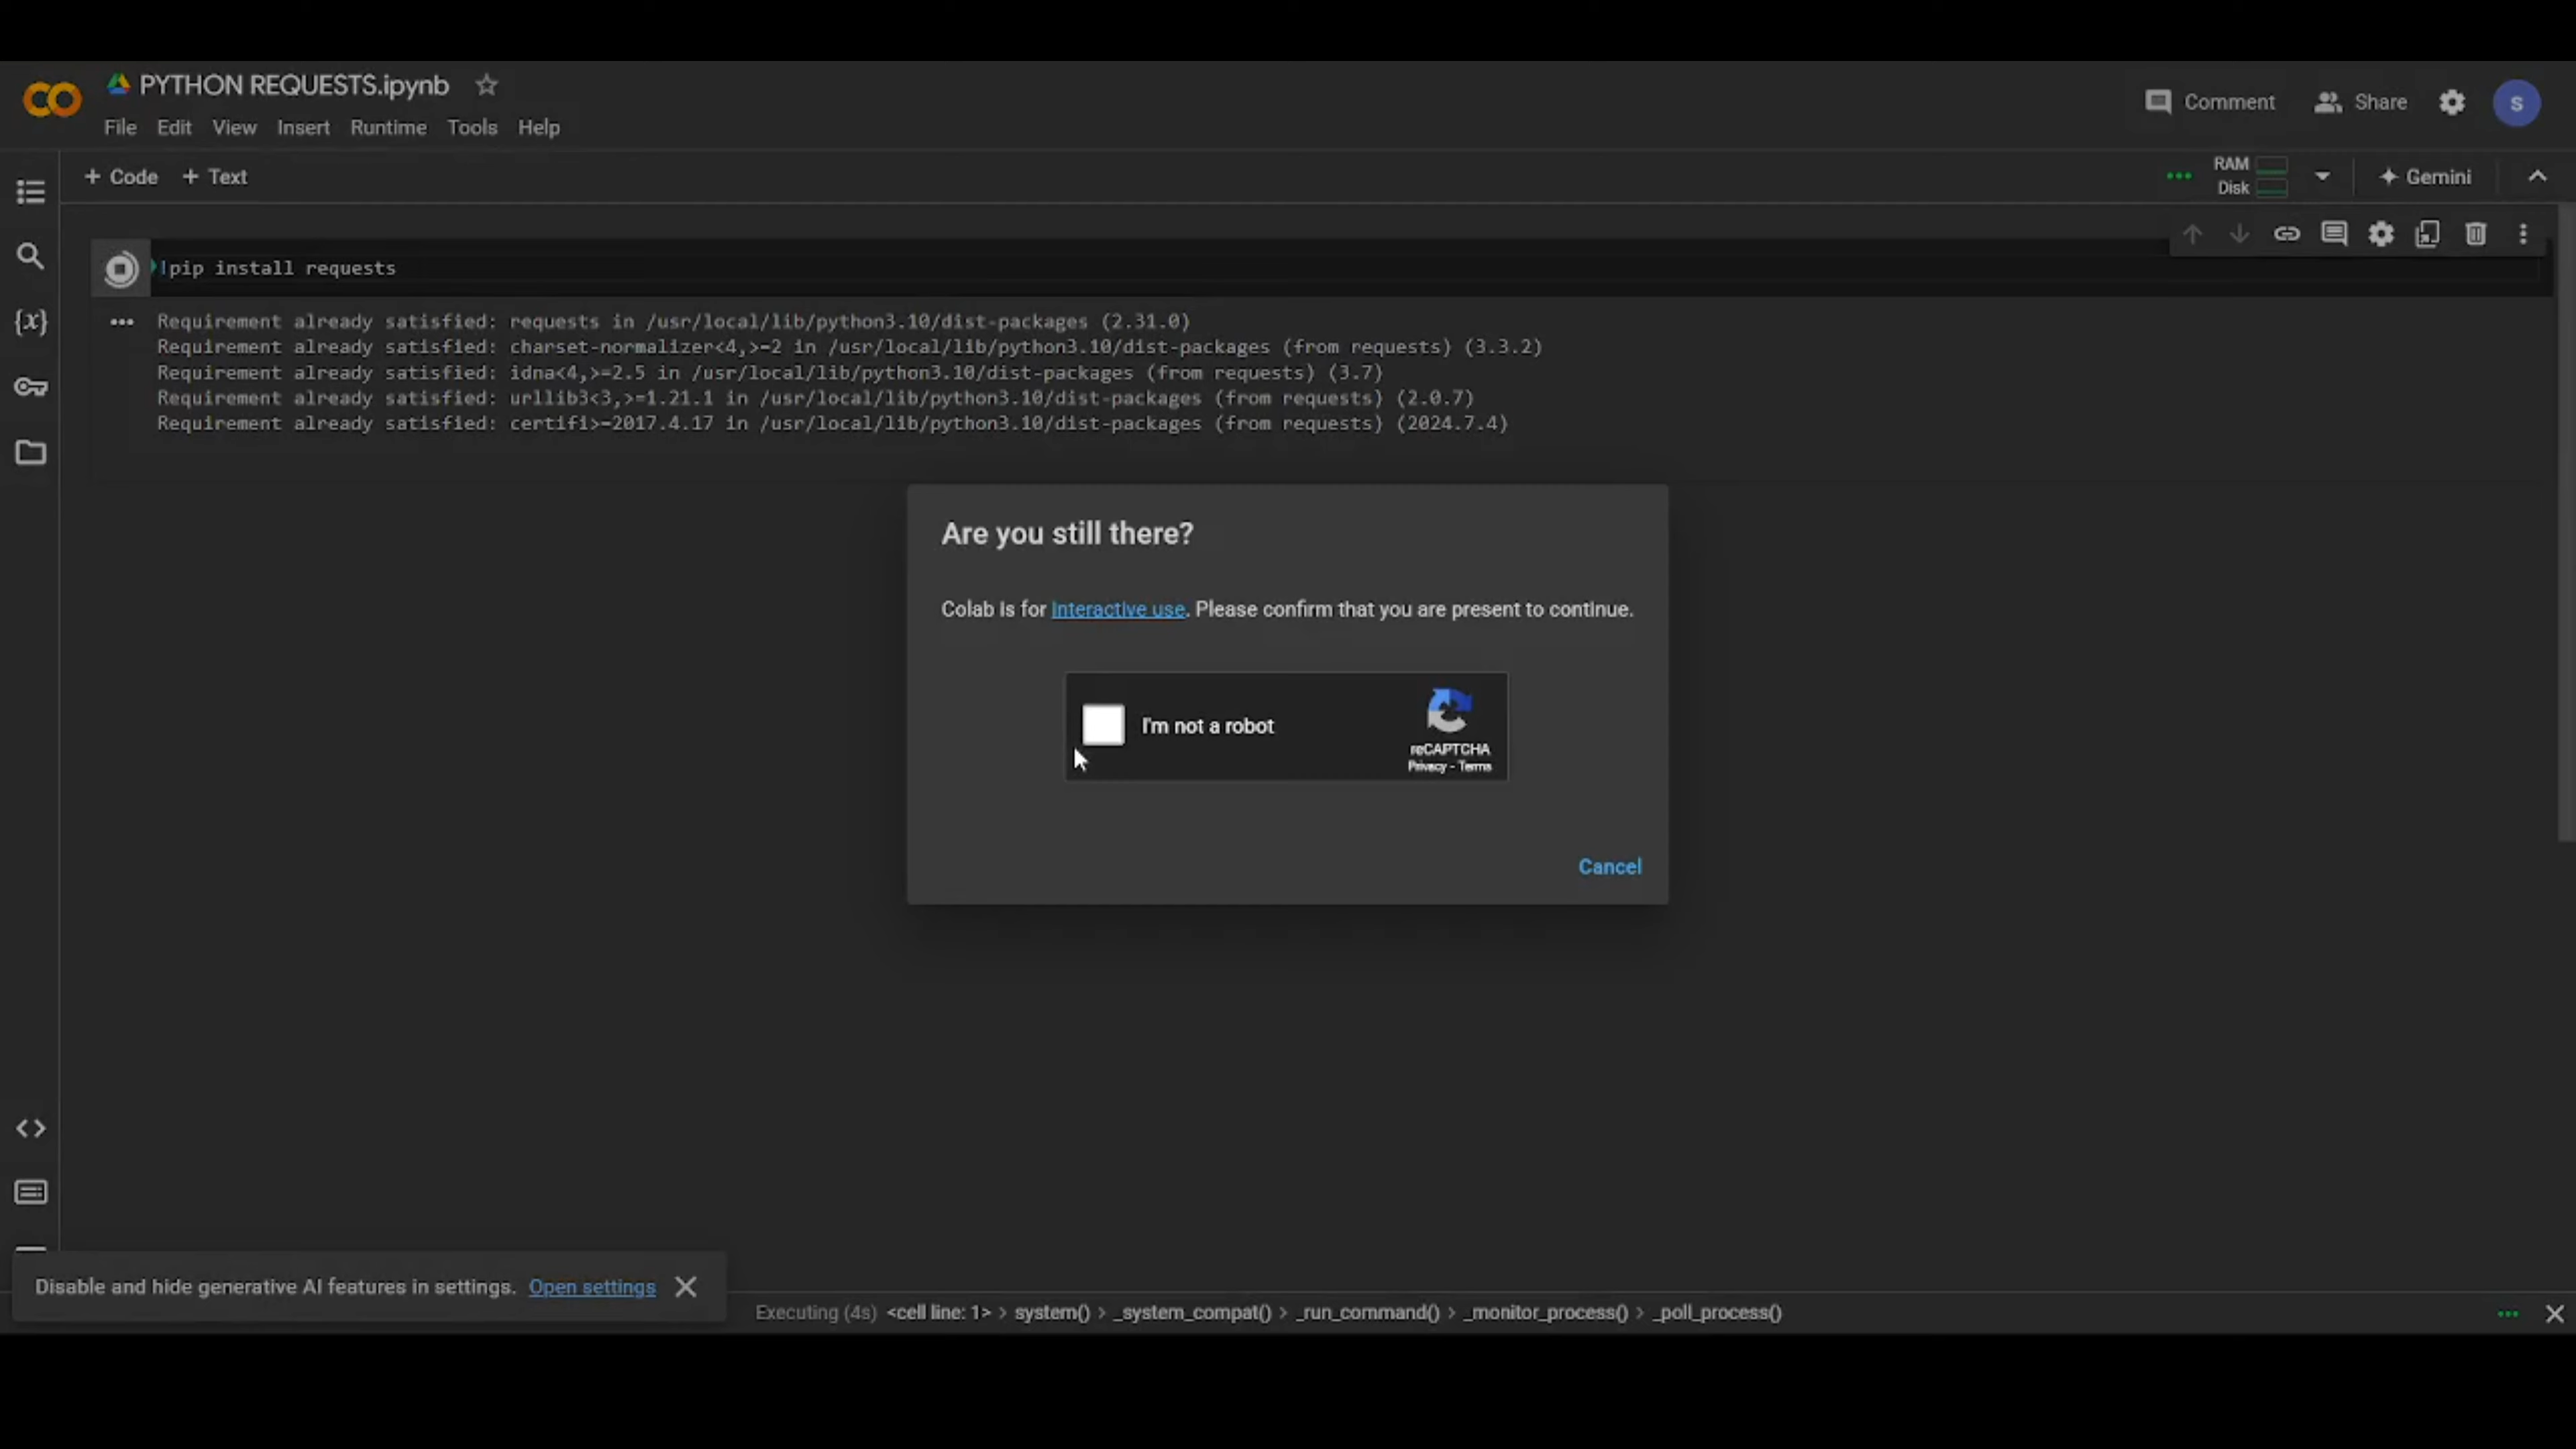 CO PYTHON REQUESTS.ipynb
Comment Share S
File Edit View Insert Runtime Tools Help
+ Code + Text
RAM
Disk
Gemini
!pip install requests
{x}
Requirement already satisfied: requests in /usr/local/lib/python3.10/dist-packages (2.31.0)
Requirement already satisfied: charset-normalizer<4,>=2 in /usr/local/lib/python3.10/dist-packages (from requests) (3.3.2)
Requirement already satisfied: idna<4,>=2.5 in /usr/local/lib/python3.10/dist-packages (from requests) (3.7)
Requirement already satisfied: urllib3<3,>=1.21.1 in /usr/local/lib/python3.10/dist-packages (from requests) (2.0.7)
Requirement already satisfied: certifi>=2017.4.17 in /usr/local/lib/python3.10/dist-packages (from requests) (2024.7.4)
Are you still there?
Colab is for interactive use. Please confirm that you are present to continue.
I'm not a robot
reCAPTCHA
Privacy - Terms
Cancel
Disable and hide generative AI features in settings. Open settings
Executing (4s) <cell line: 1> > system() > _system_compat() > _run_command() > _monitor_process() > _poll_process()